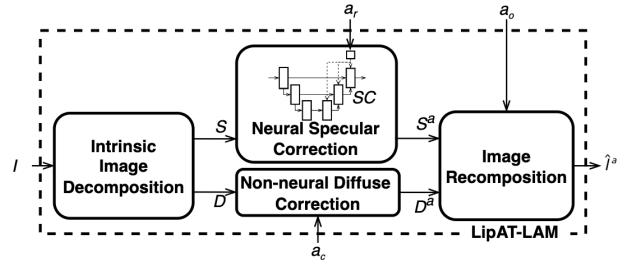 a_r
a_o
SC
Neural Specular
Correction
S
S^a
I
Intrinsic
Image
Decomposition
Image
Recomposition
Î^a
D
Non-neural Diffuse
Correction
D^a
LipAT-LAM
a_c